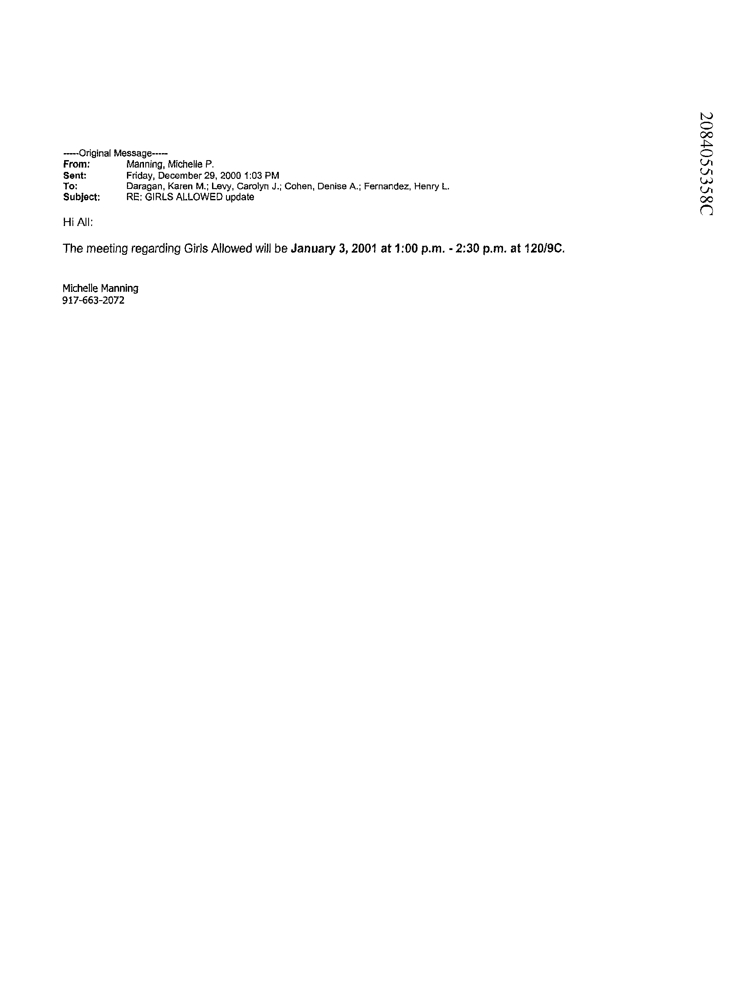 -----Original Message-----
From: Manning, Michelle P.
Sent: Friday, December 29, 2000 1:03 PM
To: Daragan, Karen M.; Levy, Carolyn J.; Cohen, Denise A.; Fernandez, Henry L.
Subject: RE: GIRLS ALLOWED update
Hi All:
The meeting regarding Girls Allowed will be January 3, 2001 at 1:00 p.m. - 2:30 p.m. at 120/9C.
Michelle Manning
917-663-2072
2084055358C